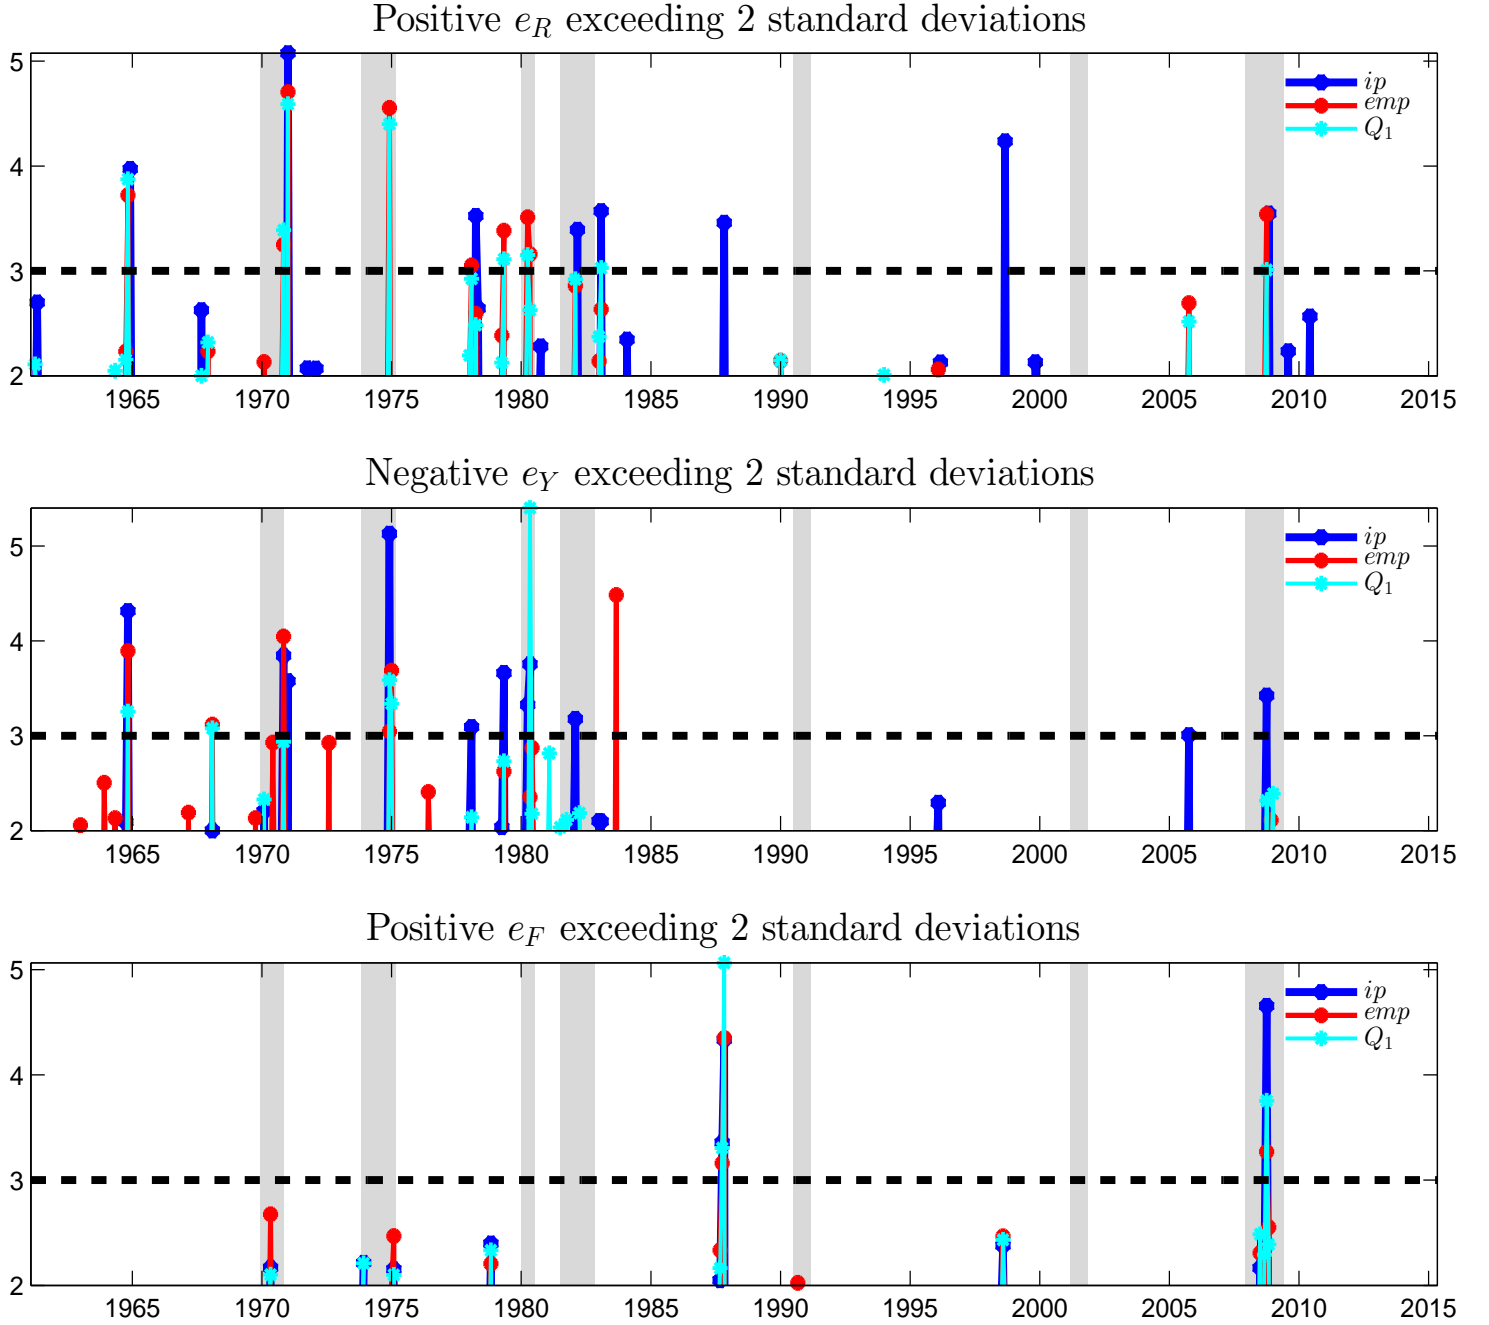 Positive e_R exceeding 2 standard deviations
5
4
3
2
ip
emp
Q_1
1965 1970 1975 1980 1985 1990 1995 2000 2005 2010 2015
Negative e_Y exceeding 2 standard deviations
5
4
3
2
ip
emp
Q_1
1965 1970 1975 1980 1985 1990 1995 2000 2005 2010 2015
Positive e_F exceeding 2 standard deviations
5
4
3
2
ip
emp
Q_1
1965 1970 1975 1980 1985 1990 1995 2000 2005 2010 2015